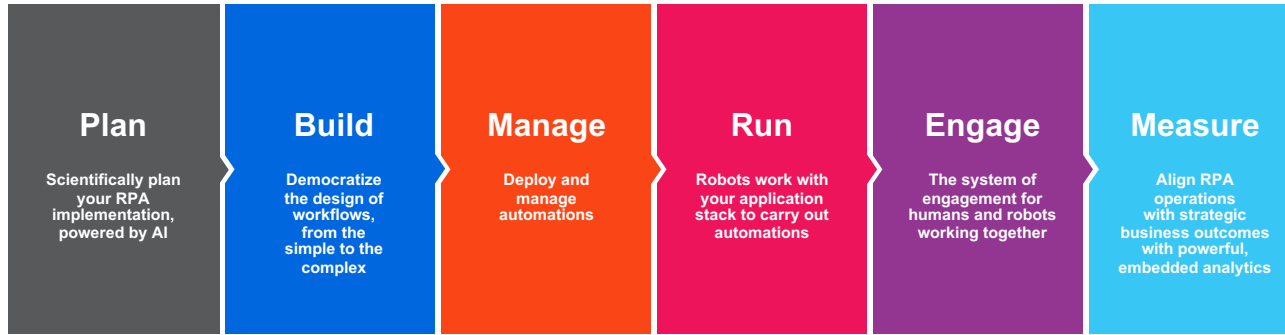 Plan
Scientifically plan
your RPA
implementation,
powered by AI
Build
Democratize
the design of
workflows,
from the
simple to the
complex
Manage
Deploy and
manage
automations
Run
Robots work with
your application
stack to carry out
automations
Engage
The system of
engagement for
humans and robots
working together
Measure
Align RPA
operations
with strategic
business outcomes
with powerful,
embedded analytics